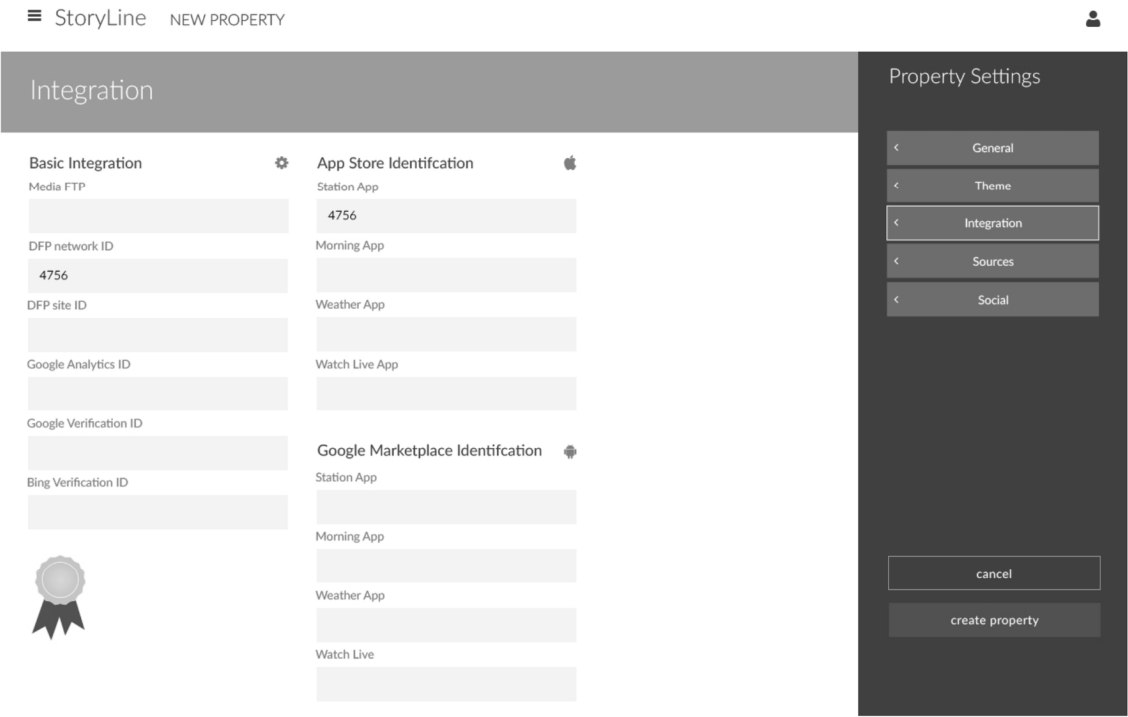 StoryLine NEW PROPERTY
Integration
Basic Integration
Media FTP
DFP network ID
4756
DFP site ID
Google Analytics ID
Google Verification ID
Bing Verification ID
App Store Identifcation
Station App
4756
Morning App
Weather App
Watch Live App
Google Marketplace Identifcation
Station App
Morning App
Weather App
Watch Live
Property Settings
General
Theme
Integration
Sources
Social
cancel
create property